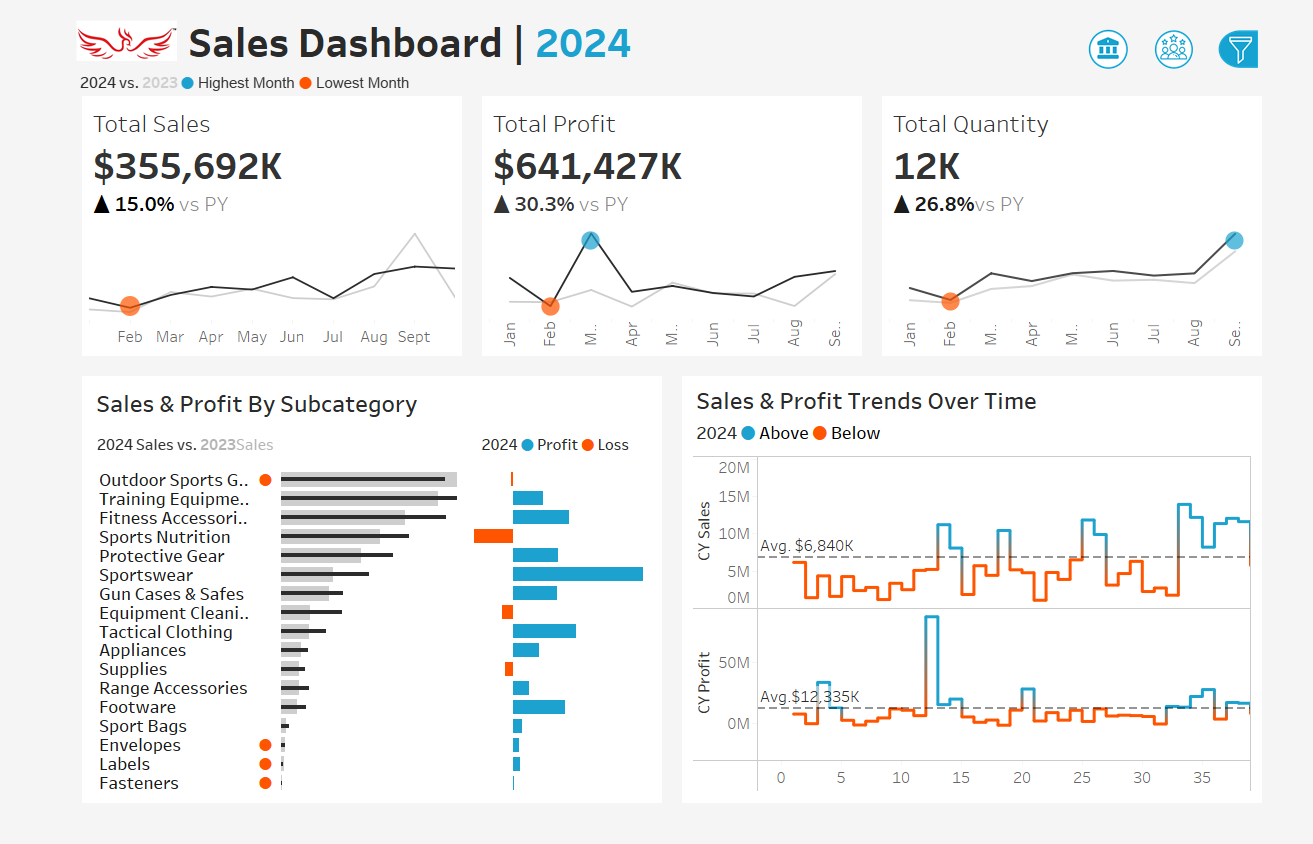 Sales Dashboard | 2024
2024 vs. 2023 Highest Month Lowest Month
Total Sales
$355,692K
▲ 15.0% vs PY
Feb Mar Apr May Jun Jul Aug Sept
Total Profit
$641,427K
▲ 30.3% vs PY
Jan Feb M.. Apr M.. Jun Jul Aug Se..
Total Quantity
12K
▲ 26.8%vs PY
Jan Feb M.. Apr M.. Jun Jul Aug Se..
Sales & Profit By Subcategory
2024 Sales vs. 2023Sales
2024 Profit Loss
Outdoor Sports G..
Training Equipme..
Fitness Accessori..
Sports Nutrition
Protective Gear
Sportswear
Gun Cases & Safes
Equipment Cleani..
Tactical Clothing
Appliances
Supplies
Range Accessories
Footware
Sport Bags
Envelopes
Labels
Fasteners
Sales & Profit Trends Over Time
2024 Above Below
CY Sales
20M
15M
10M
5M
0M
Avg. $6,840K
CY Profit
50M
0M
Avg.$12,335K
0 5 10 15 20 25 30 35